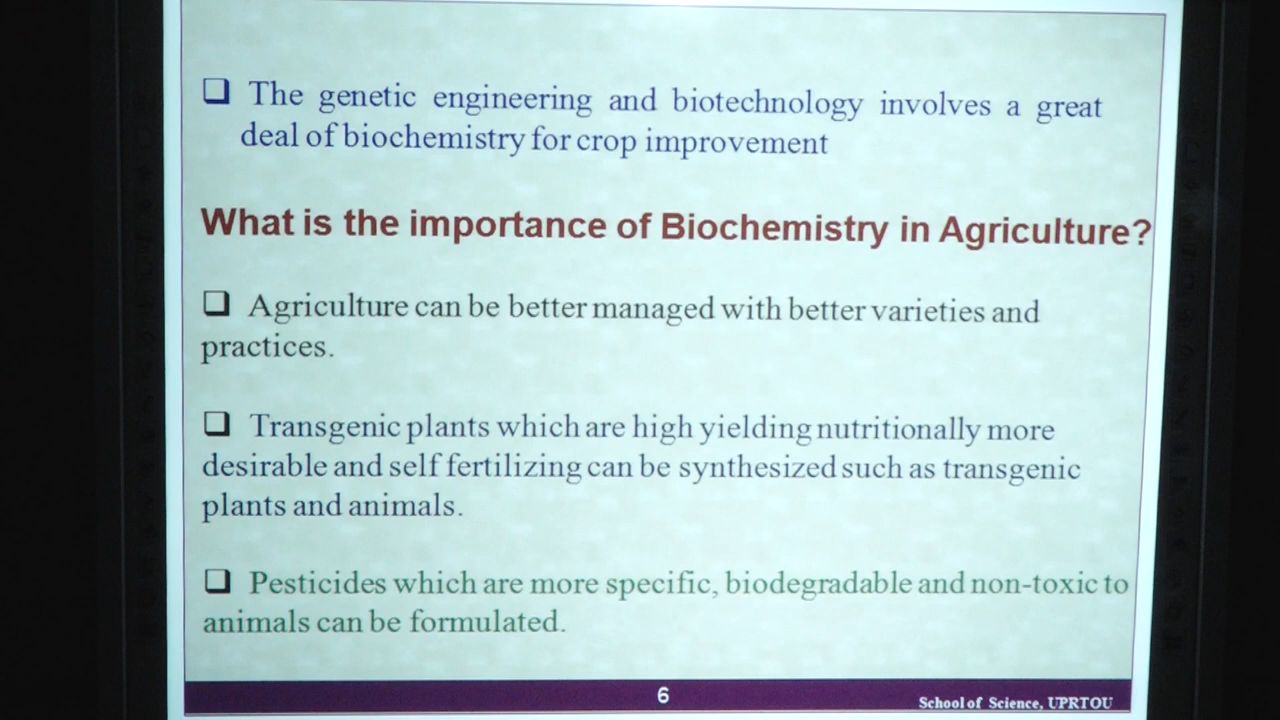 The genetic engineering and biotechnology involves a great
deal of biochemistry for crop improvement
What is the importance of Biochemistry in Agriculture?
Agriculture can be better managed with better varieties and
practices.
Transgenic plants which are high yielding nutritionally more
desirable and self fertilizing can be synthesized such as transgenic
plants and animals.
Pesticides which are more specific, biodegradable and non-toxic to
animals can be formulated.
6
School of Science, UPRTOU